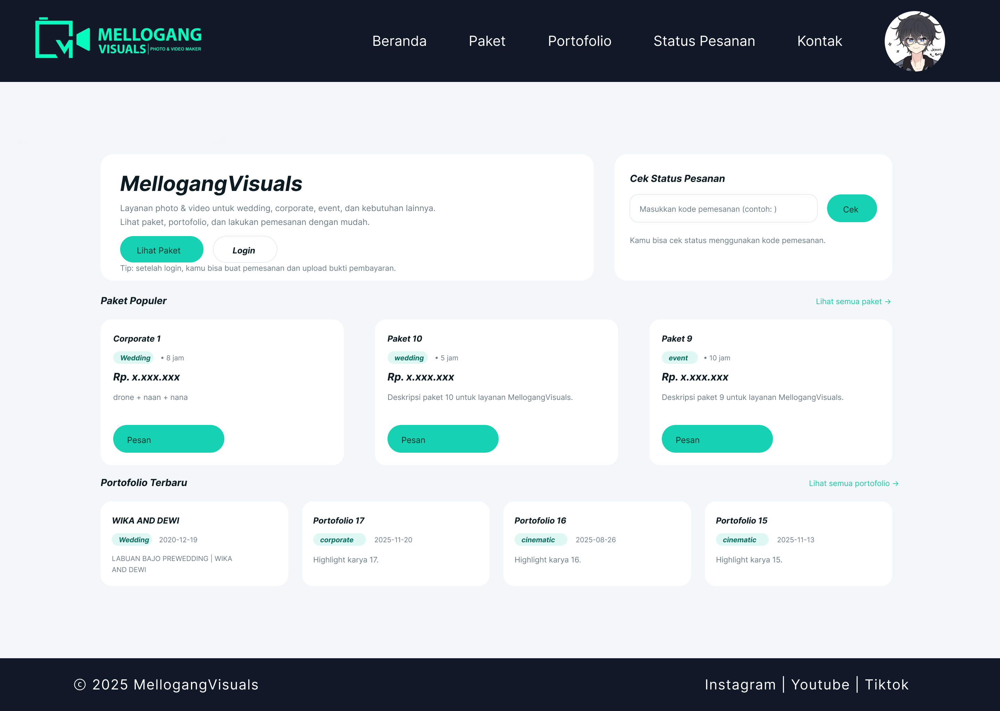 MELLOGANG
VISUALS | PHOTO & VIDEO MAKER
Beranda Paket Portofolio Status Pesanan Kontak
Jenius
Boy
MellogangVisuals
Layanan photo & video untuk wedding, corporate, event, dan kebutuhan lainnya.
Lihat paket, portofolio, dan lakukan pemesanan dengan mudah.
Lihat Paket Login
Tip: setelah login, kamu bisa buat pemesanan dan upload bukti pembayaran.
Cek Status Pesanan
Masukkan kode pemesanan (contoh: ) Cek
Kamu bisa cek status menggunakan kode pemesanan.
Paket Populer Lihat semua paket →
Corporate 1
Wedding • 8 jam
Rp. x.xxx.xxx
drone + naan + nana
Pesan
Paket 10
wedding • 5 jam
Rp. x.xxx.xxx
Deskripsi paket 10 untuk layanan MellogangVisuals.
Pesan
Paket 9
event • 10 jam
Rp. x.xxx.xxx
Deskripsi paket 9 untuk layanan MellogangVisuals.
Pesan
Portofolio Terbaru Lihat semua portofolio →
WIKA AND DEWI
Wedding 2020-12-19
LABUAN BAJO PREWEDDING | WIKA
AND DEWI
Portofolio 17
corporate 2025-11-20
Highlight karya 17.
Portofolio 16
cinematic 2025-08-26
Highlight karya 16.
Portofolio 15
cinematic 2025-11-13
Highlight karya 15.
© 2025 MellogangVisuals Instagram | Youtube | Tiktok